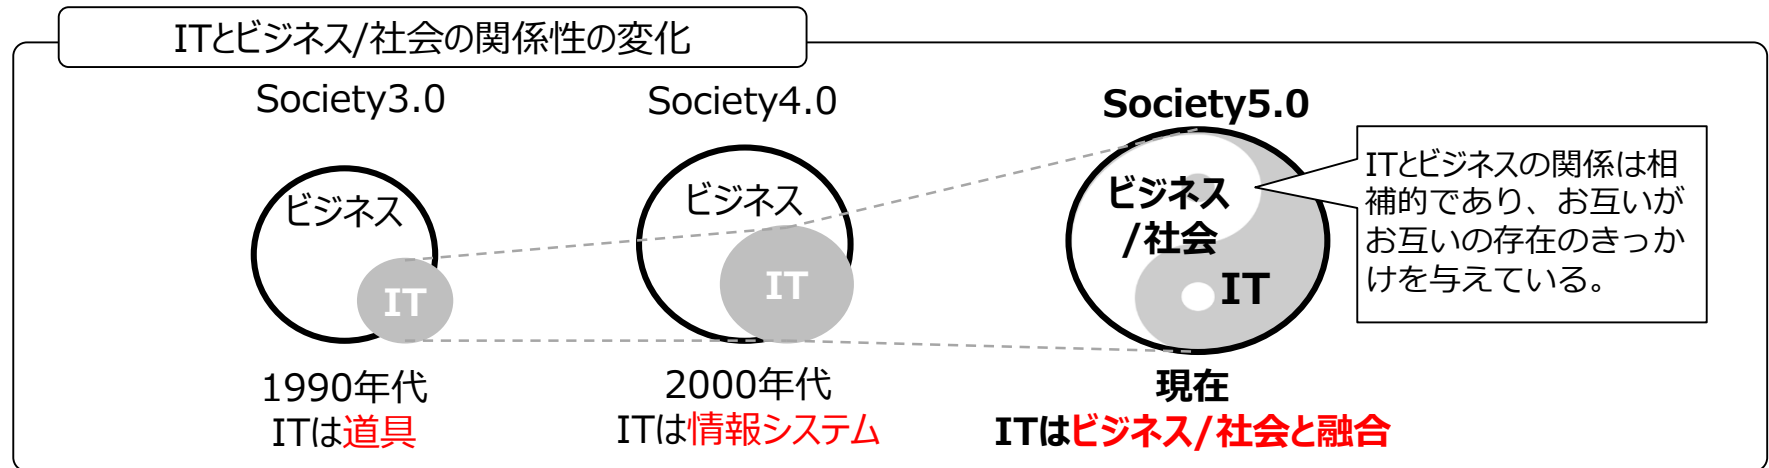 ITとビジネス/社会の関係性の変化
Society3.0
ビジネス
IT
1990年代
ITは道具
Society4.0
ビジネス
IT
2000年代
ITは情報システム
Society5.0
ビジネス
/社会
IT
現在
ITはビジネス/社会と融合
ITとビジネスの関係は相
補的であり、お互いが
お互いの存在のきっか
けを与えている。